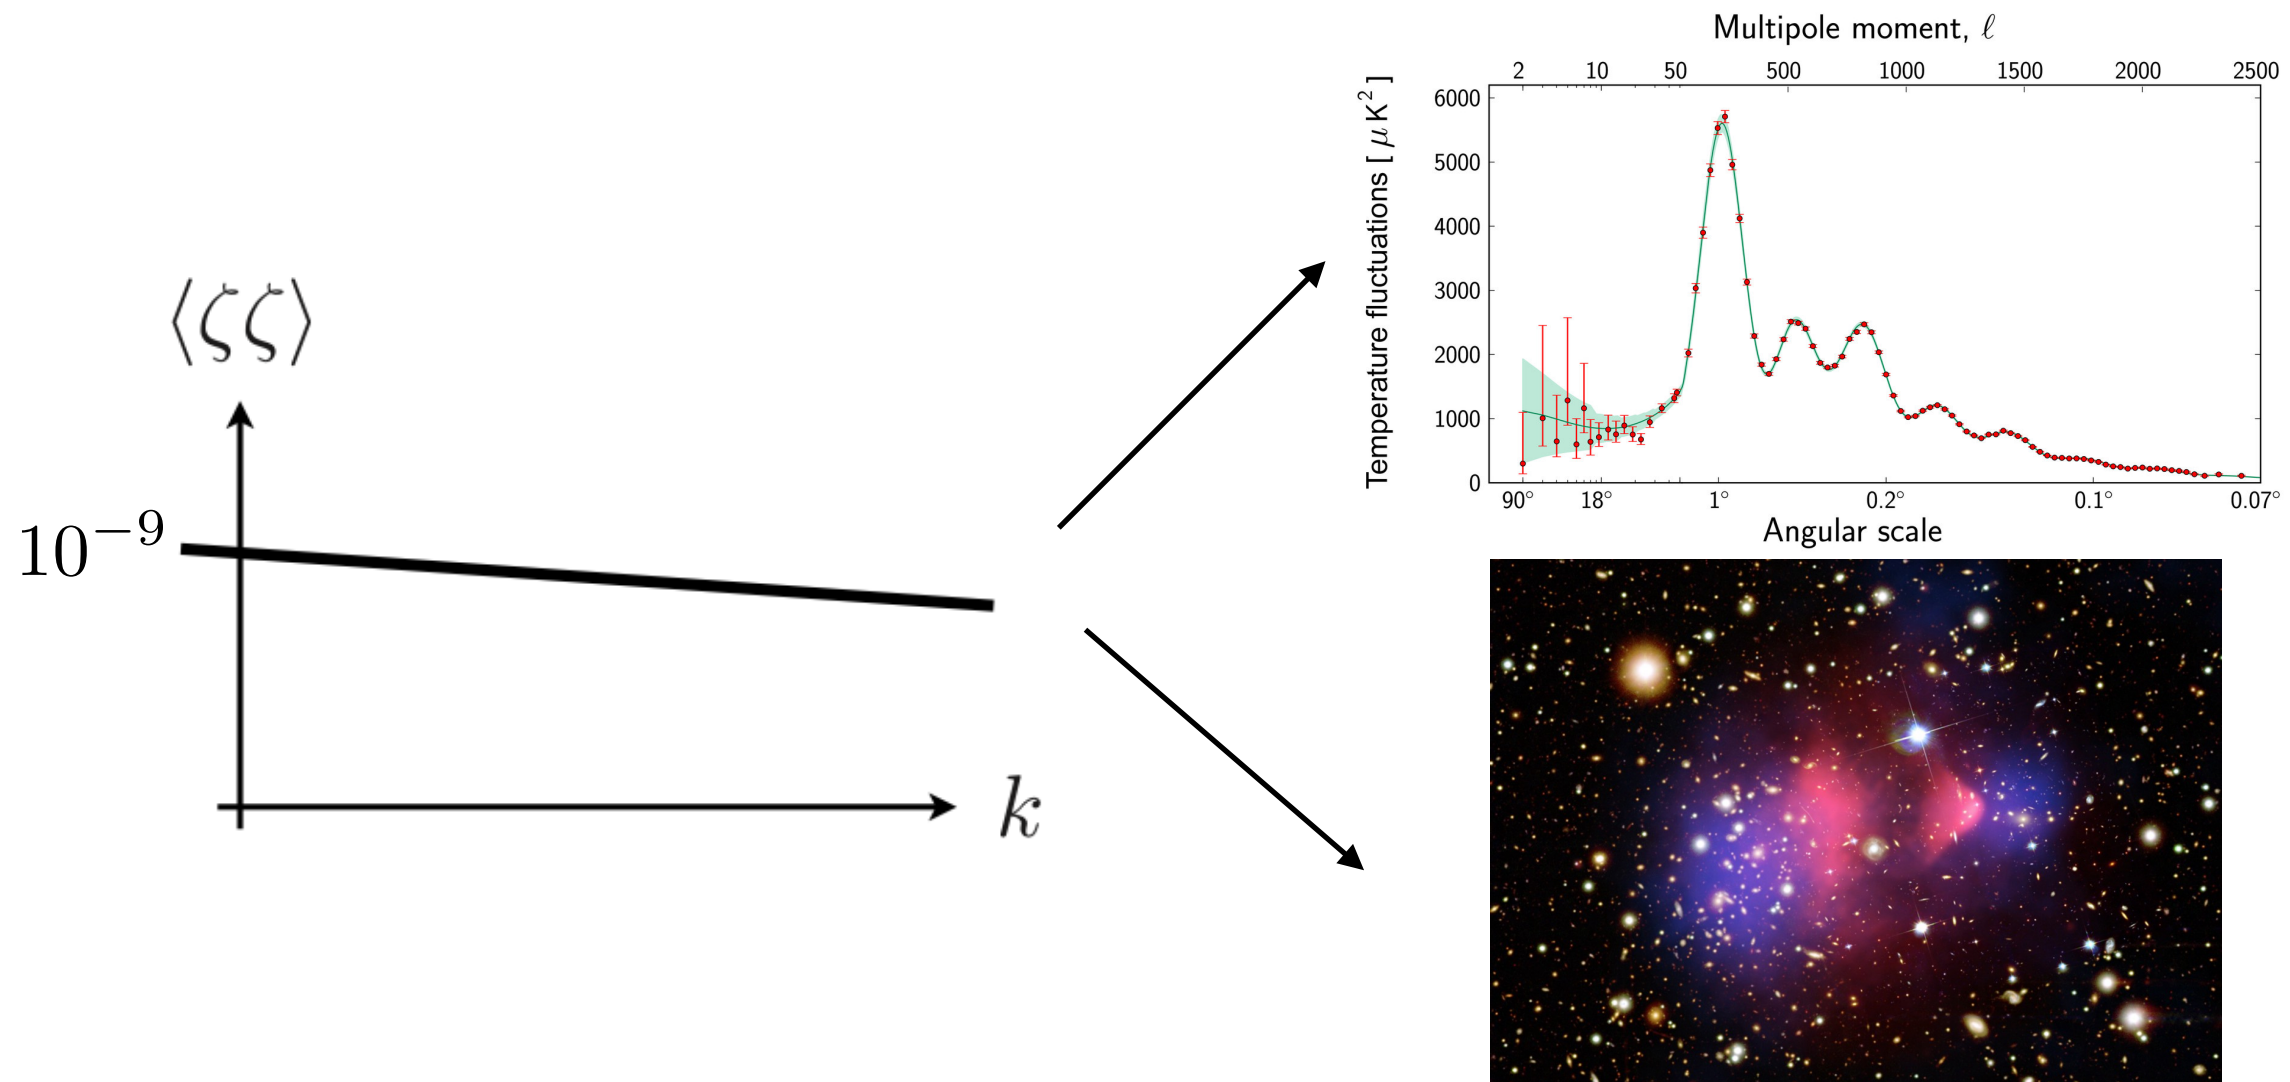 ⟨ζζ⟩
10⁻⁹
k
Multipole moment, ℓ
2 10 50 500 1000 1500 2000 2500
Temperature fluctuations [ μ K² ]
6000
5000
4000
3000
2000
1000
0
90° 18° 1° 0.2° 0.1° 0.07°
Angular scale